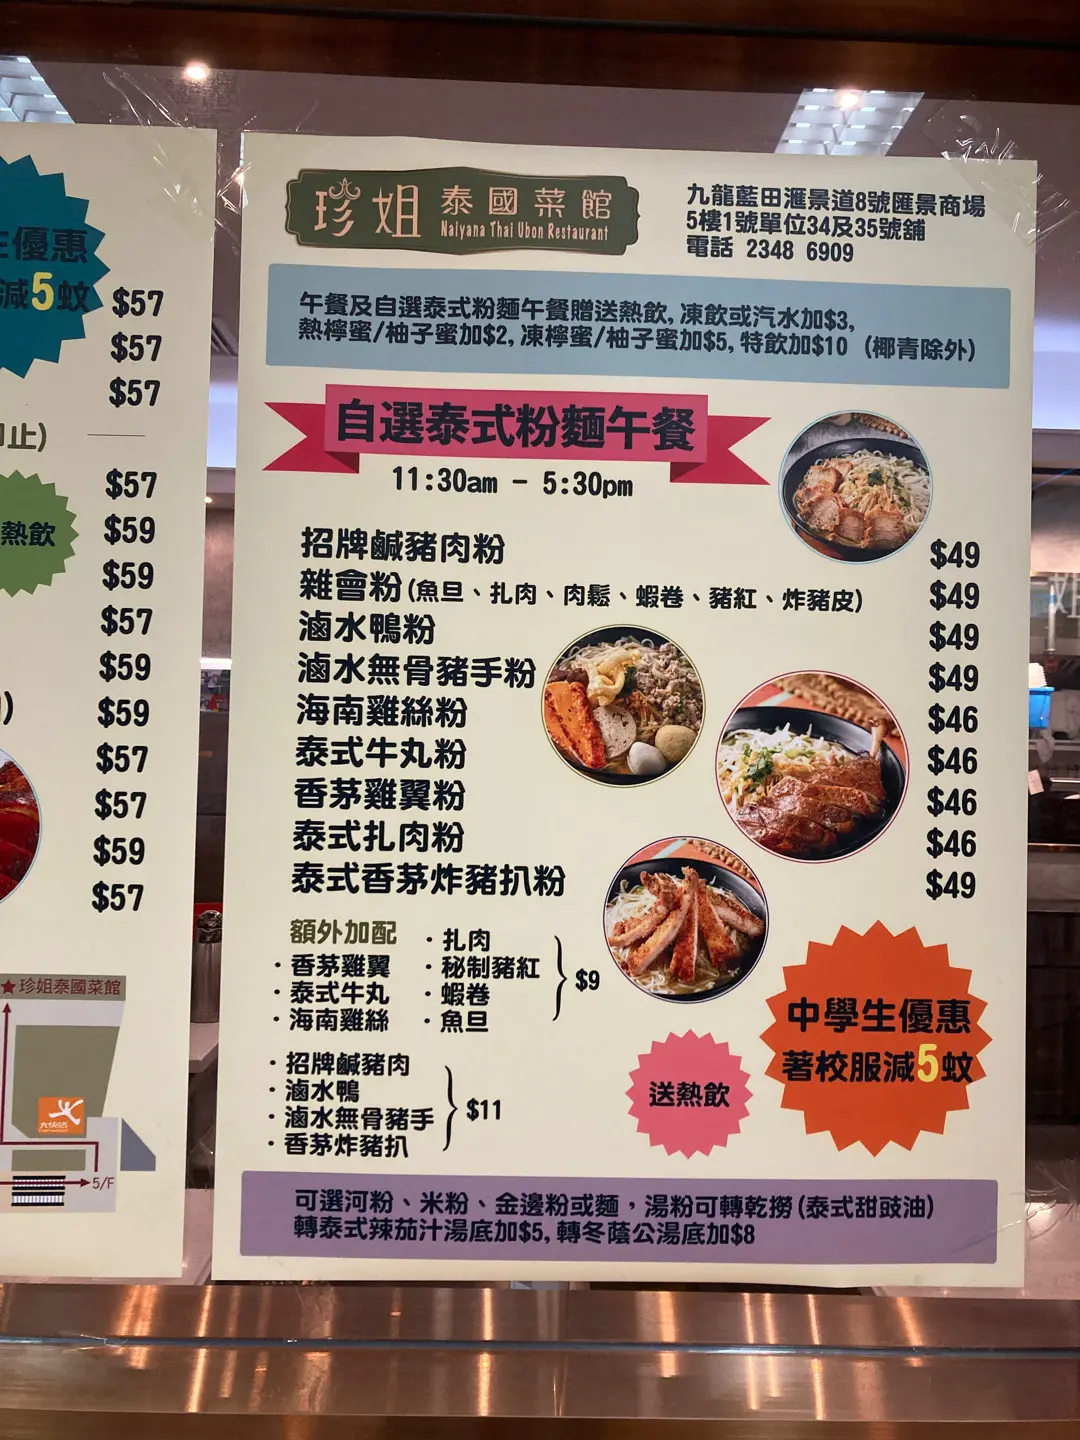 生優惠
減5蚊
$57
$57
$57
止)
$57
熱飲
$59
$59
$57
$59
$59
$57
$57
$59
$57
★珍姐泰國菜館
大快活
5/F
珍姐 泰國菜館
Naiyana Thai Ubon Restaurant
九龍藍田滙景道8號匯景商場
5樓1號單位34及35號舖
電話 2348 6909
午餐及自選泰式粉麵午餐贈送熱飲, 凍飲或汽水加$3,
熱檸蜜/柚子蜜加$2, 凍檸蜜/柚子蜜加$5, 特飲加$10 (椰青除外)
自選泰式粉麵午餐
11:30am - 5:30pm
招牌鹹豬肉粉 $49
雜會粉(魚旦、扎肉、肉鬆、蝦卷、豬紅、炸豬皮) $49
滷水鴨粉 $49
滷水無骨豬手粉 $49
海南雞絲粉 $46
泰式牛丸粉 $46
香茅雞翼粉 $46
泰式扎肉粉 $46
泰式香茅炸豬扒粉 $49
額外加配
·香茅雞翼
·泰式牛丸
·海南雞絲
·扎肉
·秘制豬紅
·蝦卷
·魚旦
$9
·招牌鹹豬肉
·滷水鴨
·滷水無骨豬手
·香茅炸豬扒
$11
送熱飲
中學生優惠
著校服減5蚊
可選河粉、米粉、金邊粉或麵，湯粉可轉乾撈(泰式甜豉油)
轉泰式辣茄汁湯底加$5, 轉冬蔭公湯底加$8